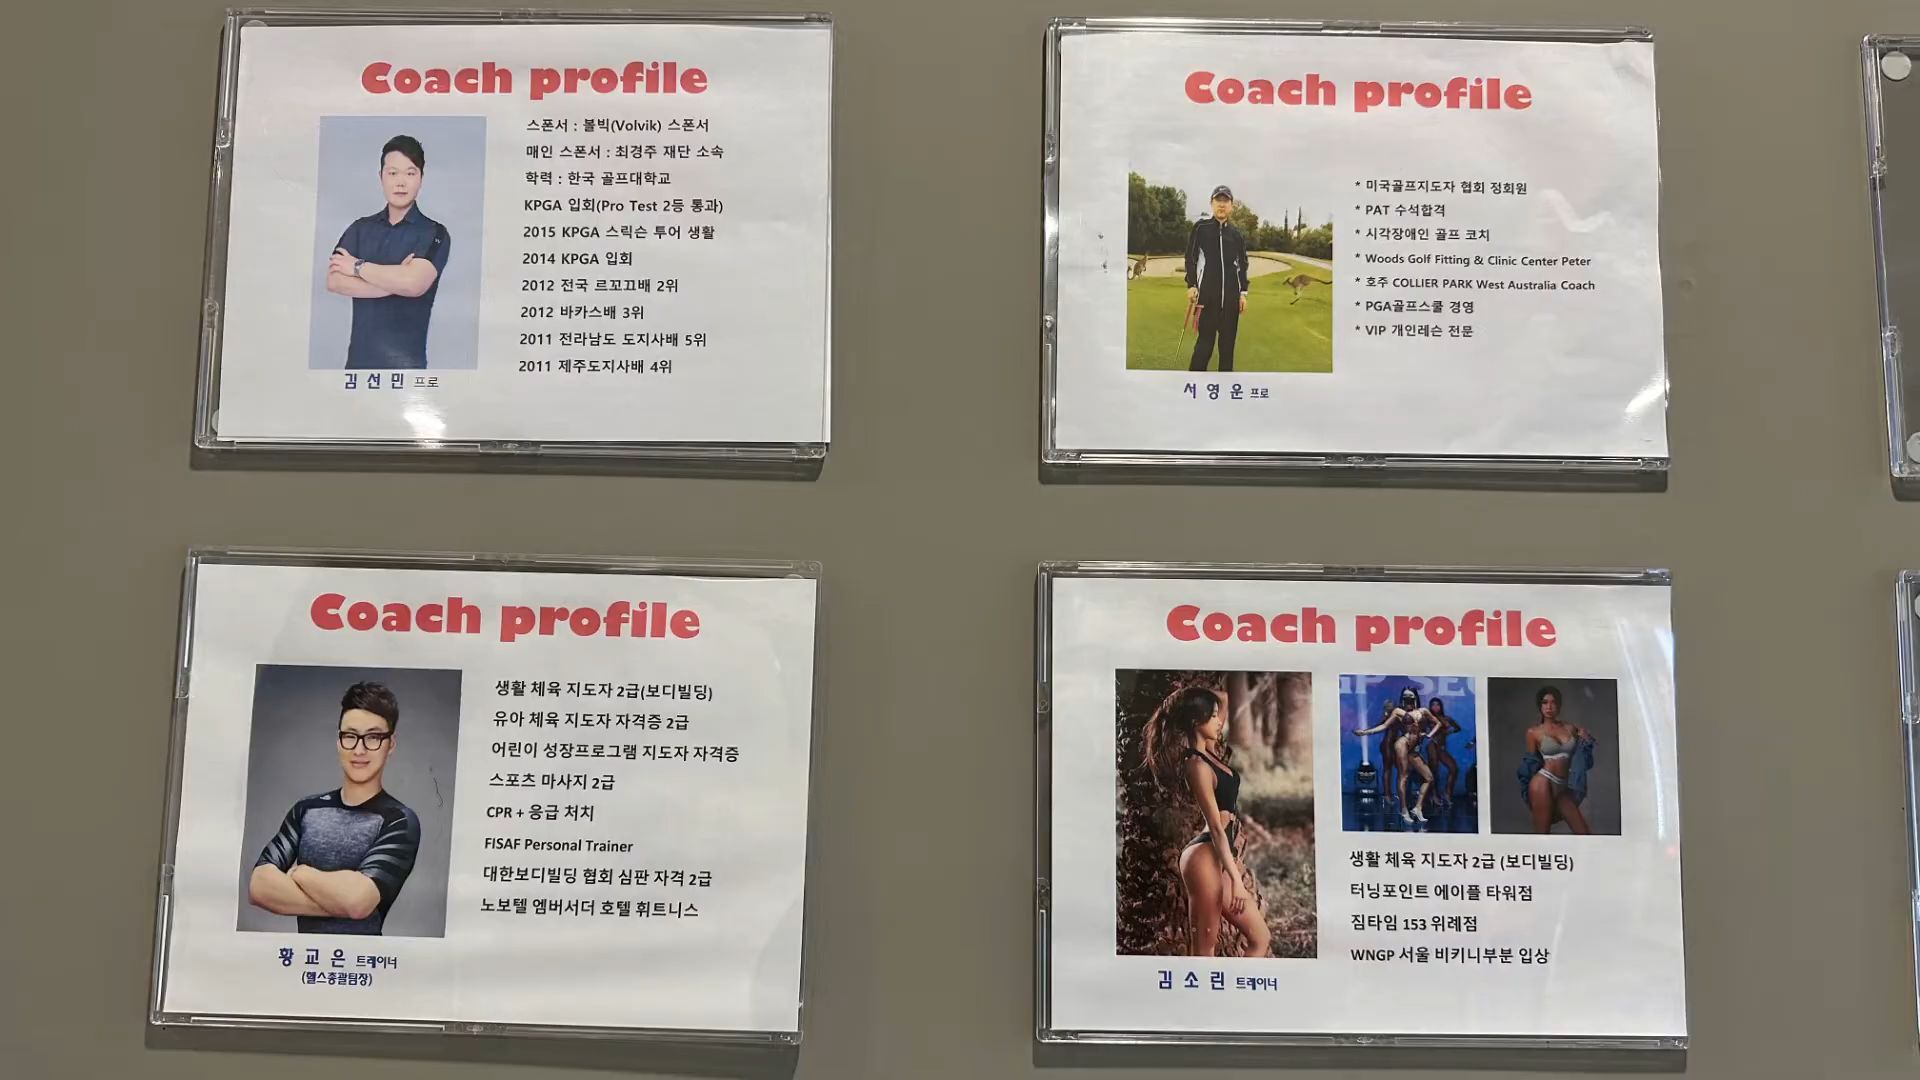 Coach profile
스폰서 : 볼빅(Volvik) 스폰서
매인 스폰서 : 최경주 재단 소속
학력 : 한국 골프대학교
KPGA 입회(Pro Test 2등 통과)
2015 KPGA 스릭슨 투어 생활
2014 KPGA 입회
2012 전국 르꼬끄배 2위
2012 바카스배 3위
2011 전라남도 도지사배 5위
2011 제주도지사배 4위
김 선 민 프로
Coach profile
* 미국골프지도자 협회 정회원
* PAT 수석합격
* 시각장애인 골프 코치
* Woods Golf Fitting & Clinic Center Peter
* 호주 COLLIER PARK West Australia Coach
* PGA골프스쿨 경영
* VIP 개인레슨 전문
서 영 운 프로
Coach profile
생활 체육 지도자 2급(보디빌딩)
유아 체육 지도자 자격증 2급
어린이 성장프로그램 지도자 자격증
스포츠 마사지 2급
CPR + 응급 처치
FISAF Personal Trainer
대한보디빌딩 협회 심판 자격 2급
노보텔 엠버서더 호텔 휘트니스
황 교 은 트레이너
(헬스총괄팀장)
Coach profile
GP SEO
생활 체육 지도자 2급 (보디빌딩)
터닝포인트 에이플 타워점
짐타임 153 위례점
WNGP 서울 비키니부분 입상
김 소 린 트레이너